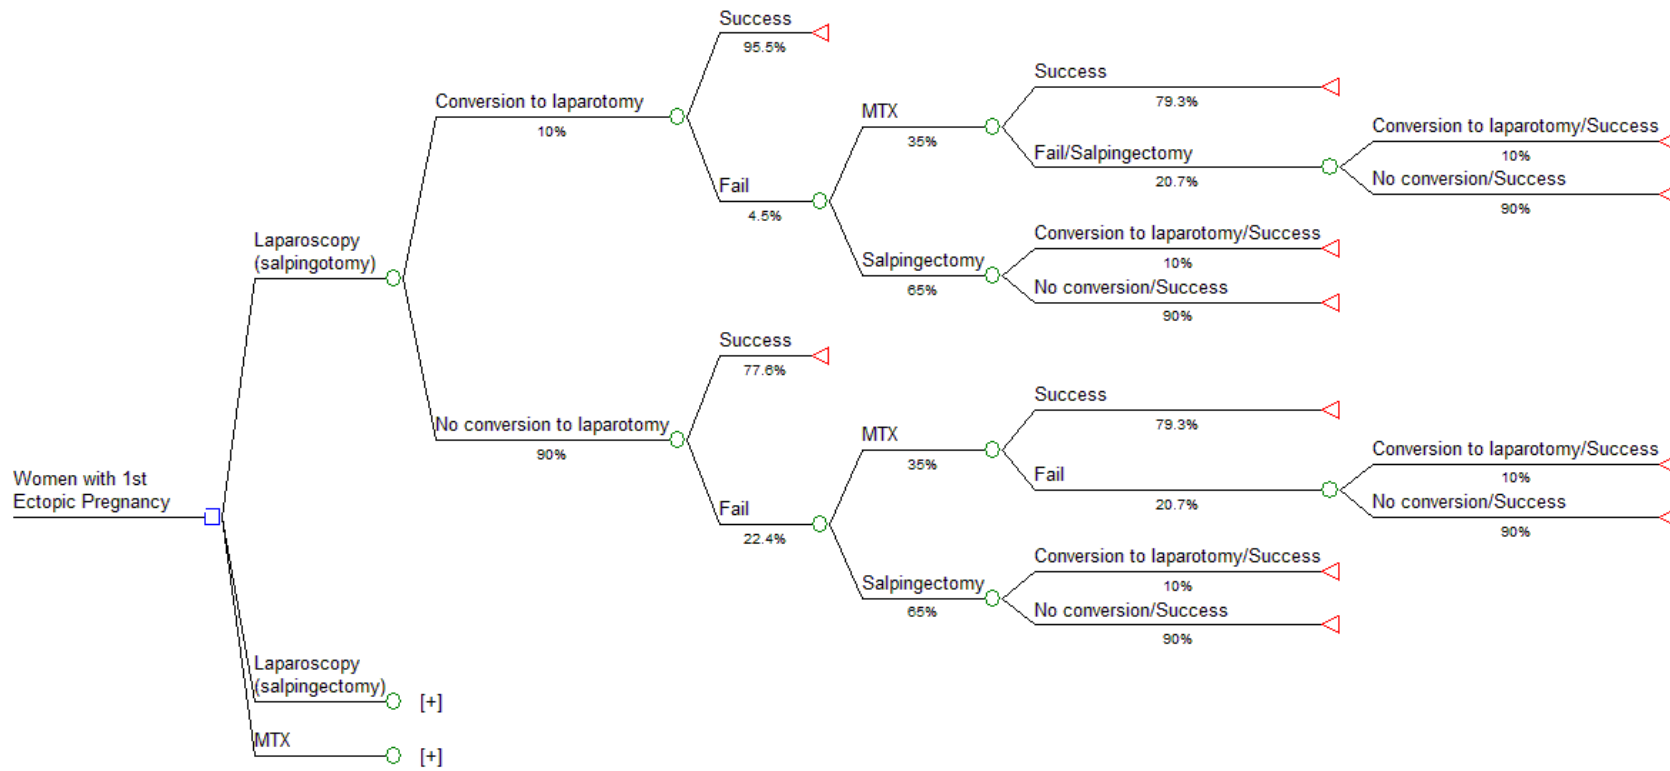 Success
95.5%
Conversion to laparotomy
10%
Success
79.3%
MTX
35%
Conversion to laparotomy/Success
10%
Fail/Salpingectomy
20.7%
No conversion/Success
90%
Fail
4.5%
Conversion to laparotomy/Success
10%
Salpingectomy
65%
No conversion/Success
90%
Laparoscopy
(salpingotomy)
Success
77.6%
No conversion to laparotomy
90%
Success
79.3%
MTX
35%
Conversion to laparotomy/Success
10%
Fail
20.7%
No conversion/Success
90%
Fail
22.4%
Conversion to laparotomy/Success
10%
Salpingectomy
65%
No conversion/Success
90%
Women with 1st
Ectopic Pregnancy
Laparoscopy
(salpingectomy)
[+]
MTX
[+]